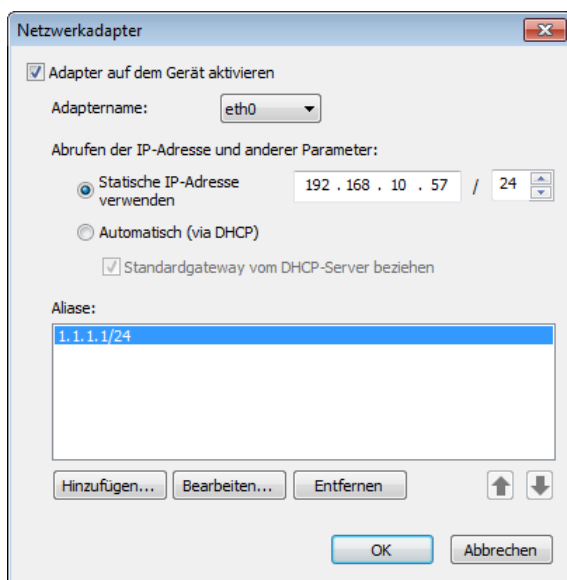 Netzwerkadapter
Adapter auf dem Gerät aktivieren
Adaptername: eth0
Abrufen der IP-Adresse und anderer Parameter:
Statische IP-Adresse
verwenden
192 . 168 . 10 . 57 / 24
Automatisch (via DHCP)
Standardgateway vom DHCP-Server beziehen
Aliase:
1.1.1.1/24
Hinzufügen... Bearbeiten... Entfernen
OK Abbrechen